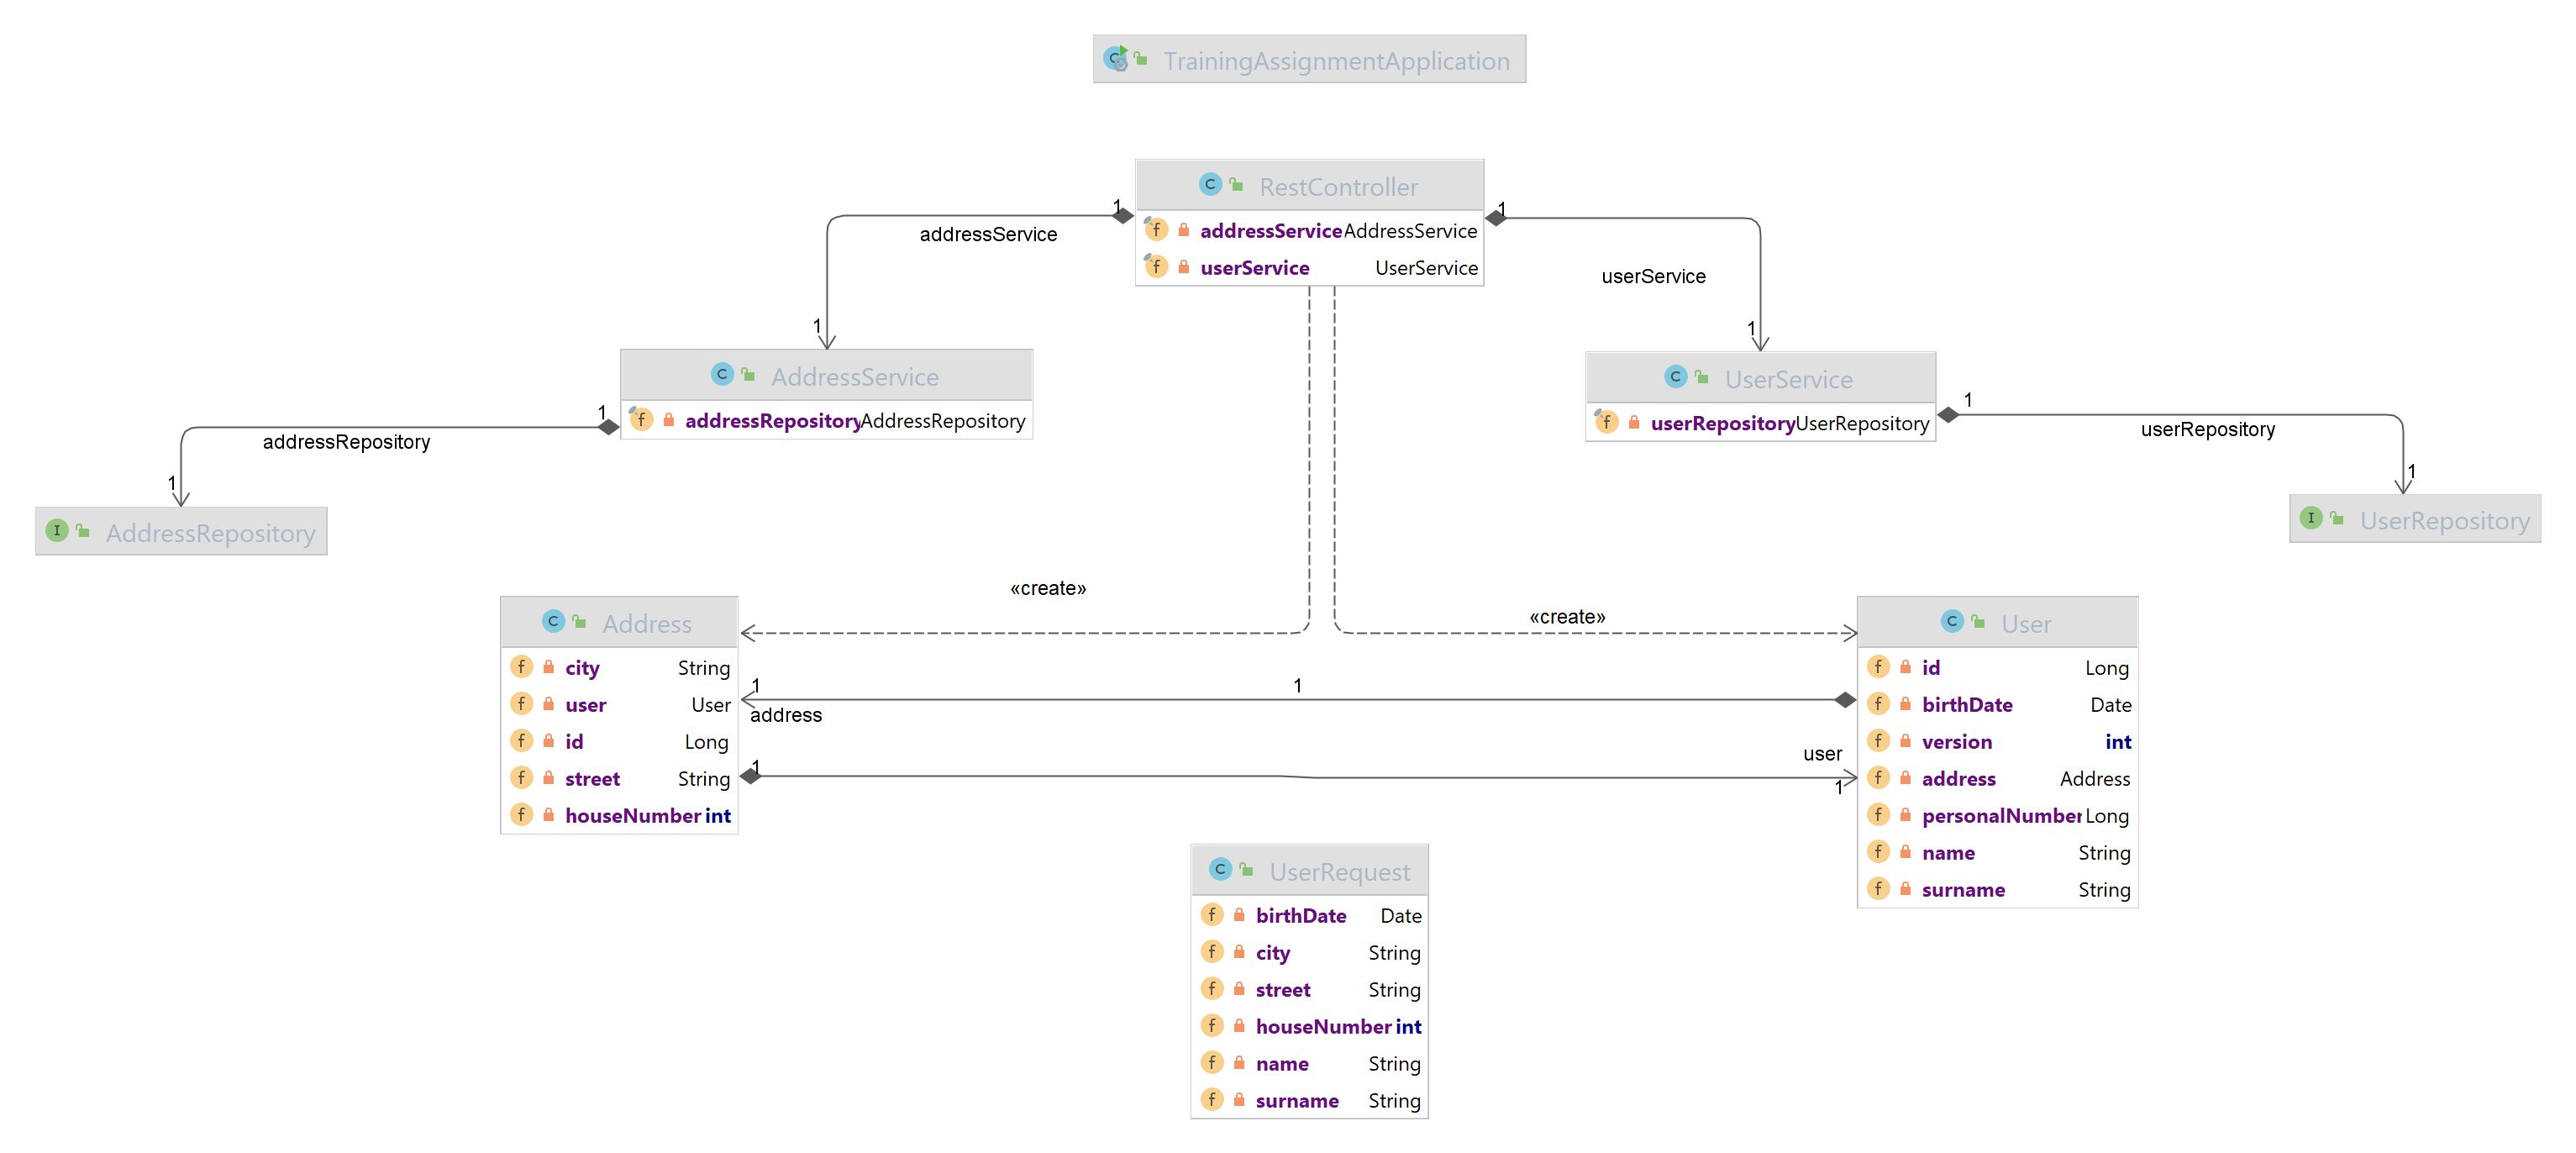 TrainingAssignmentApplication
RestController
addressService AddressService
userService UserService
1
1
addressService
userService
1
1
AddressService
addressRepository AddressRepository
UserService
userRepository UserRepository
1
1
addressRepository
userRepository
1
1
AddressRepository
UserRepository
«create»
«create»
Address
city String
user User
id Long
street String
houseNumber int
User
id Long
birthDate Date
version int
address Address
personalNumber Long
name String
surname String
1
1
address
user
1
1
UserRequest
birthDate Date
city String
street String
houseNumber int
name String
surname String